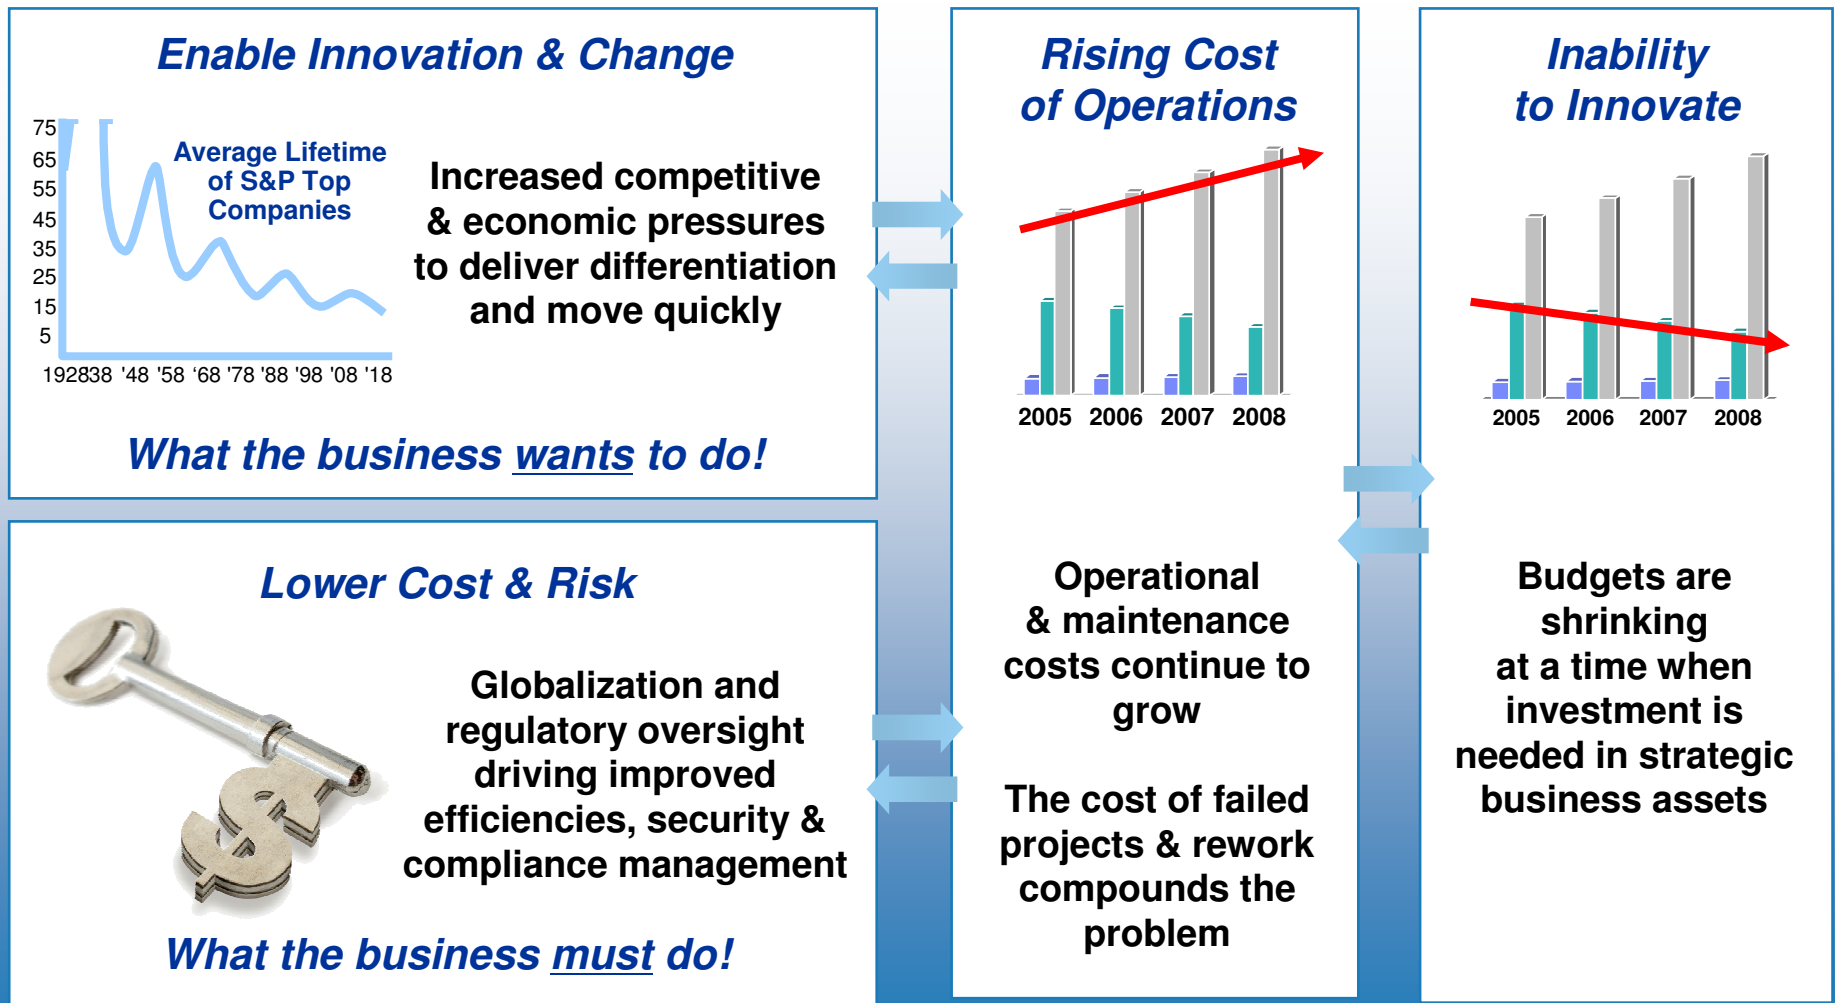 Enable Innovation & Change
75
65
55
45
35
25
15
5
Average Lifetime
of S&P Top
Companies
1928 '38 '48 '58 ‘68 '78 '88 '98 '08 '18
Increased competitive
& economic pressures
to deliver differentiation
and move quickly
What the business wants to do!
Lower Cost & Risk
Globalization and
regulatory oversight
driving improved
efficiencies, security &
compliance management
What the business must do!
Rising Cost
of Operations
2005 2006 2007 2008
Operational
& maintenance
costs continue to
grow
The cost of failed
projects & rework
compounds the
problem
Inability
to Innovate
2005 2006 2007 2008
Budgets are
shrinking
at a time when
investment is
needed in strategic
business assets